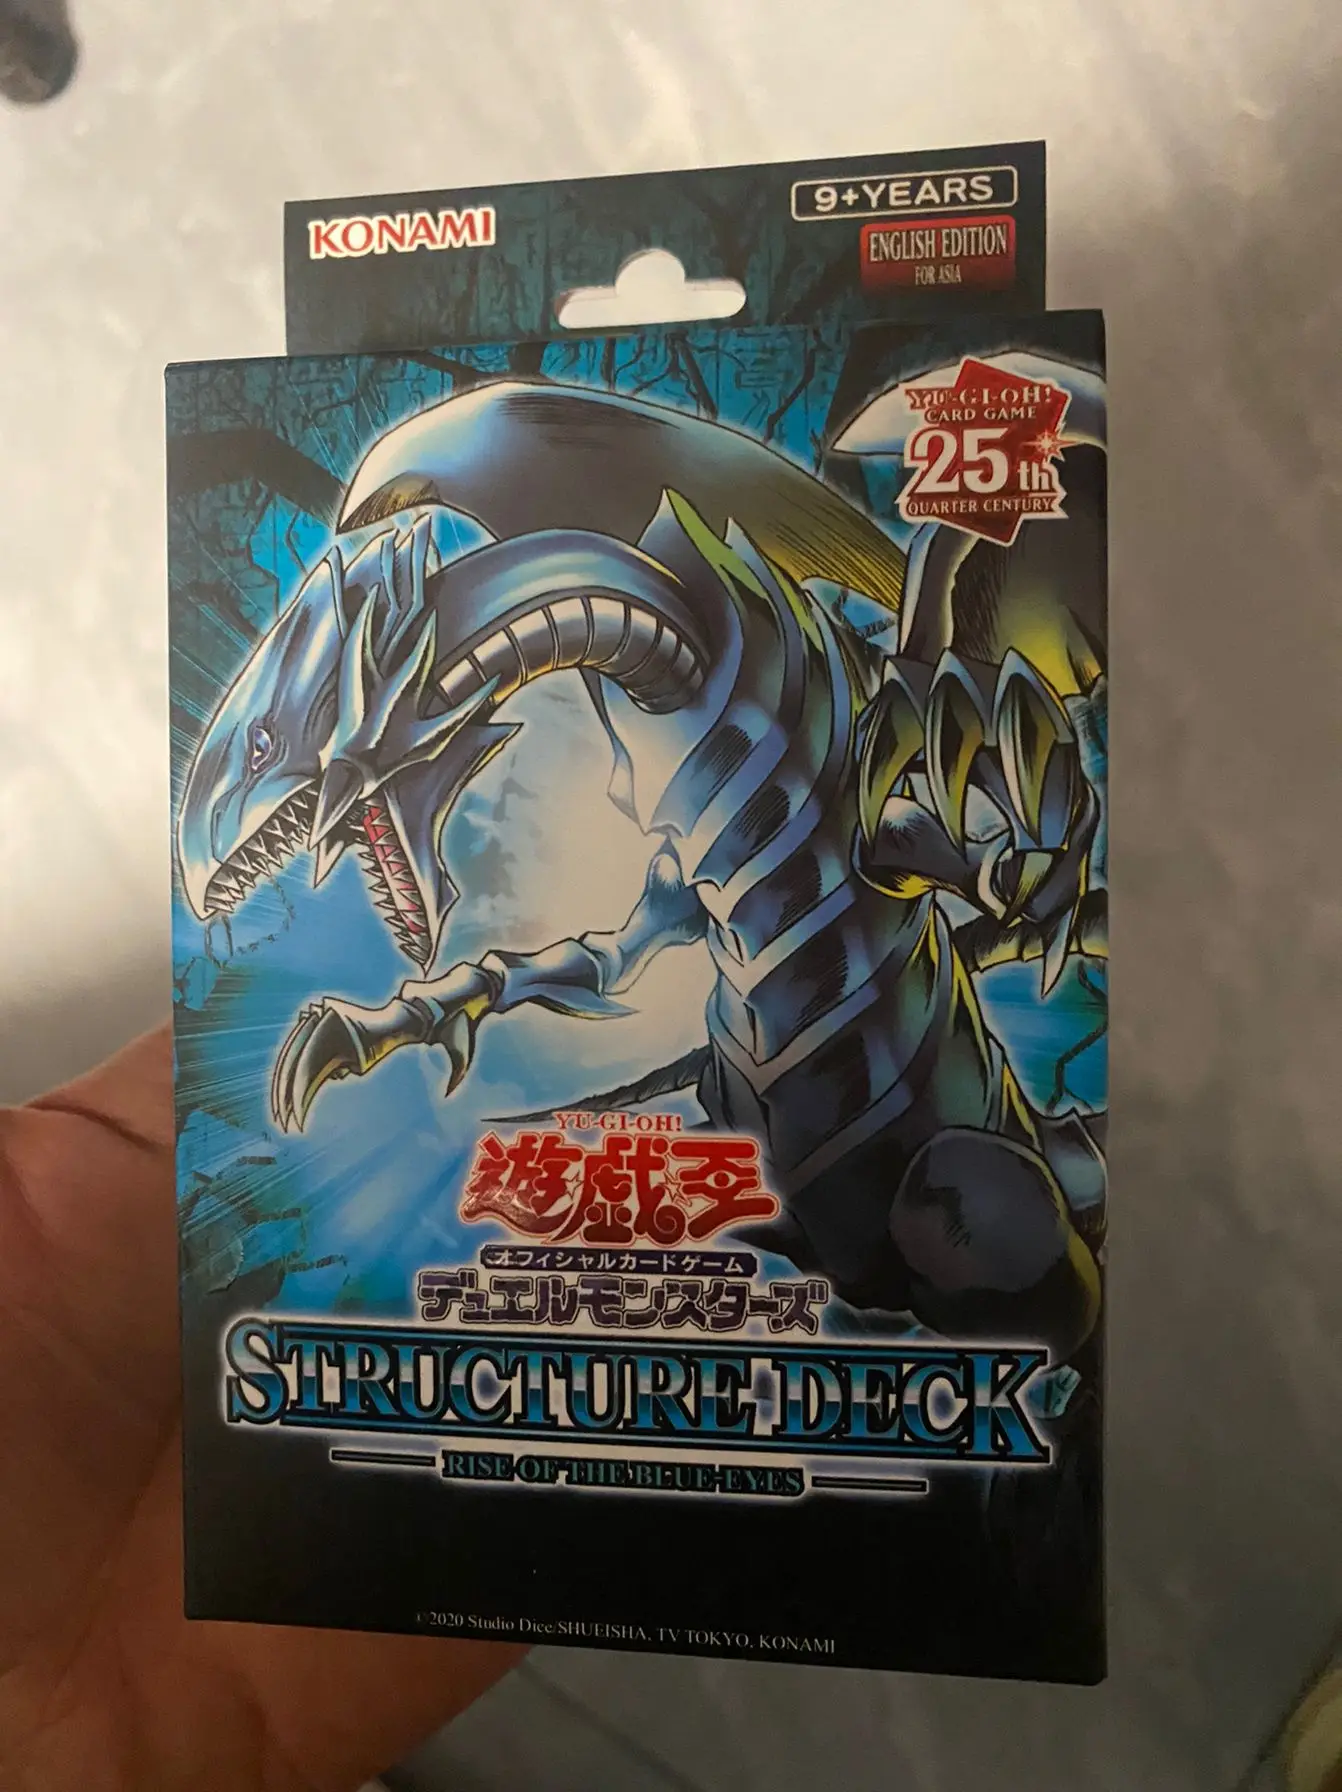 KONAMI
9+YEARS
ENGLISH EDITION
FOR ASIA
YU-GI-OH!
CARD GAME
25th
QUARTER CENTURY
YU-GI-OH!
遊戯王
オフィシャルカードゲーム
デュエルモンスターズ
STRUCTURE DECK
RISE OF THE BLUE-EYES
©2020 Studio Dice/SHUEISHA, TV TOKYO, KONAMI